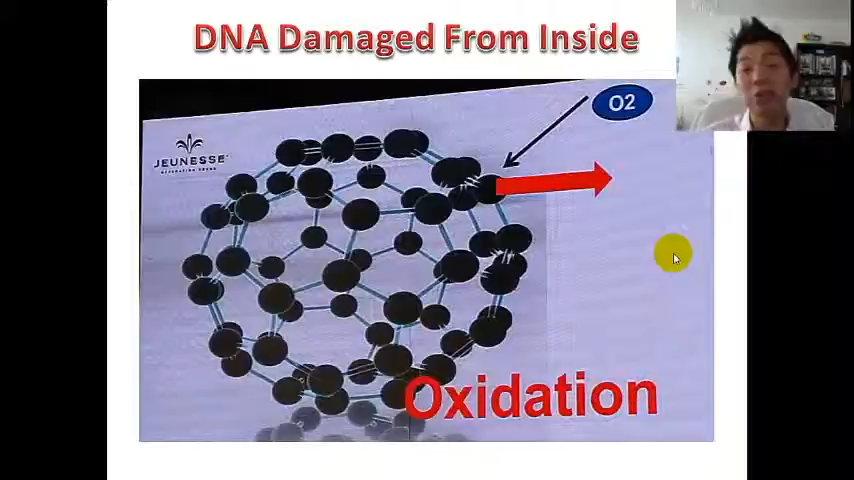 DNA Damaged From Inside
O2
JEUNESSE
Oxidation